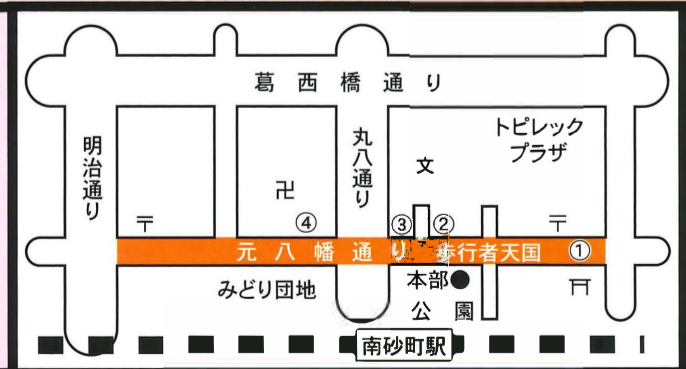 葛西橋通り
明治通り
丸八通り
文
トピレック
プラザ
卍
〒
④
③
②
〒
元八幡通り
歩行者天国
①
みどり団地
本部
公園
南砂町駅